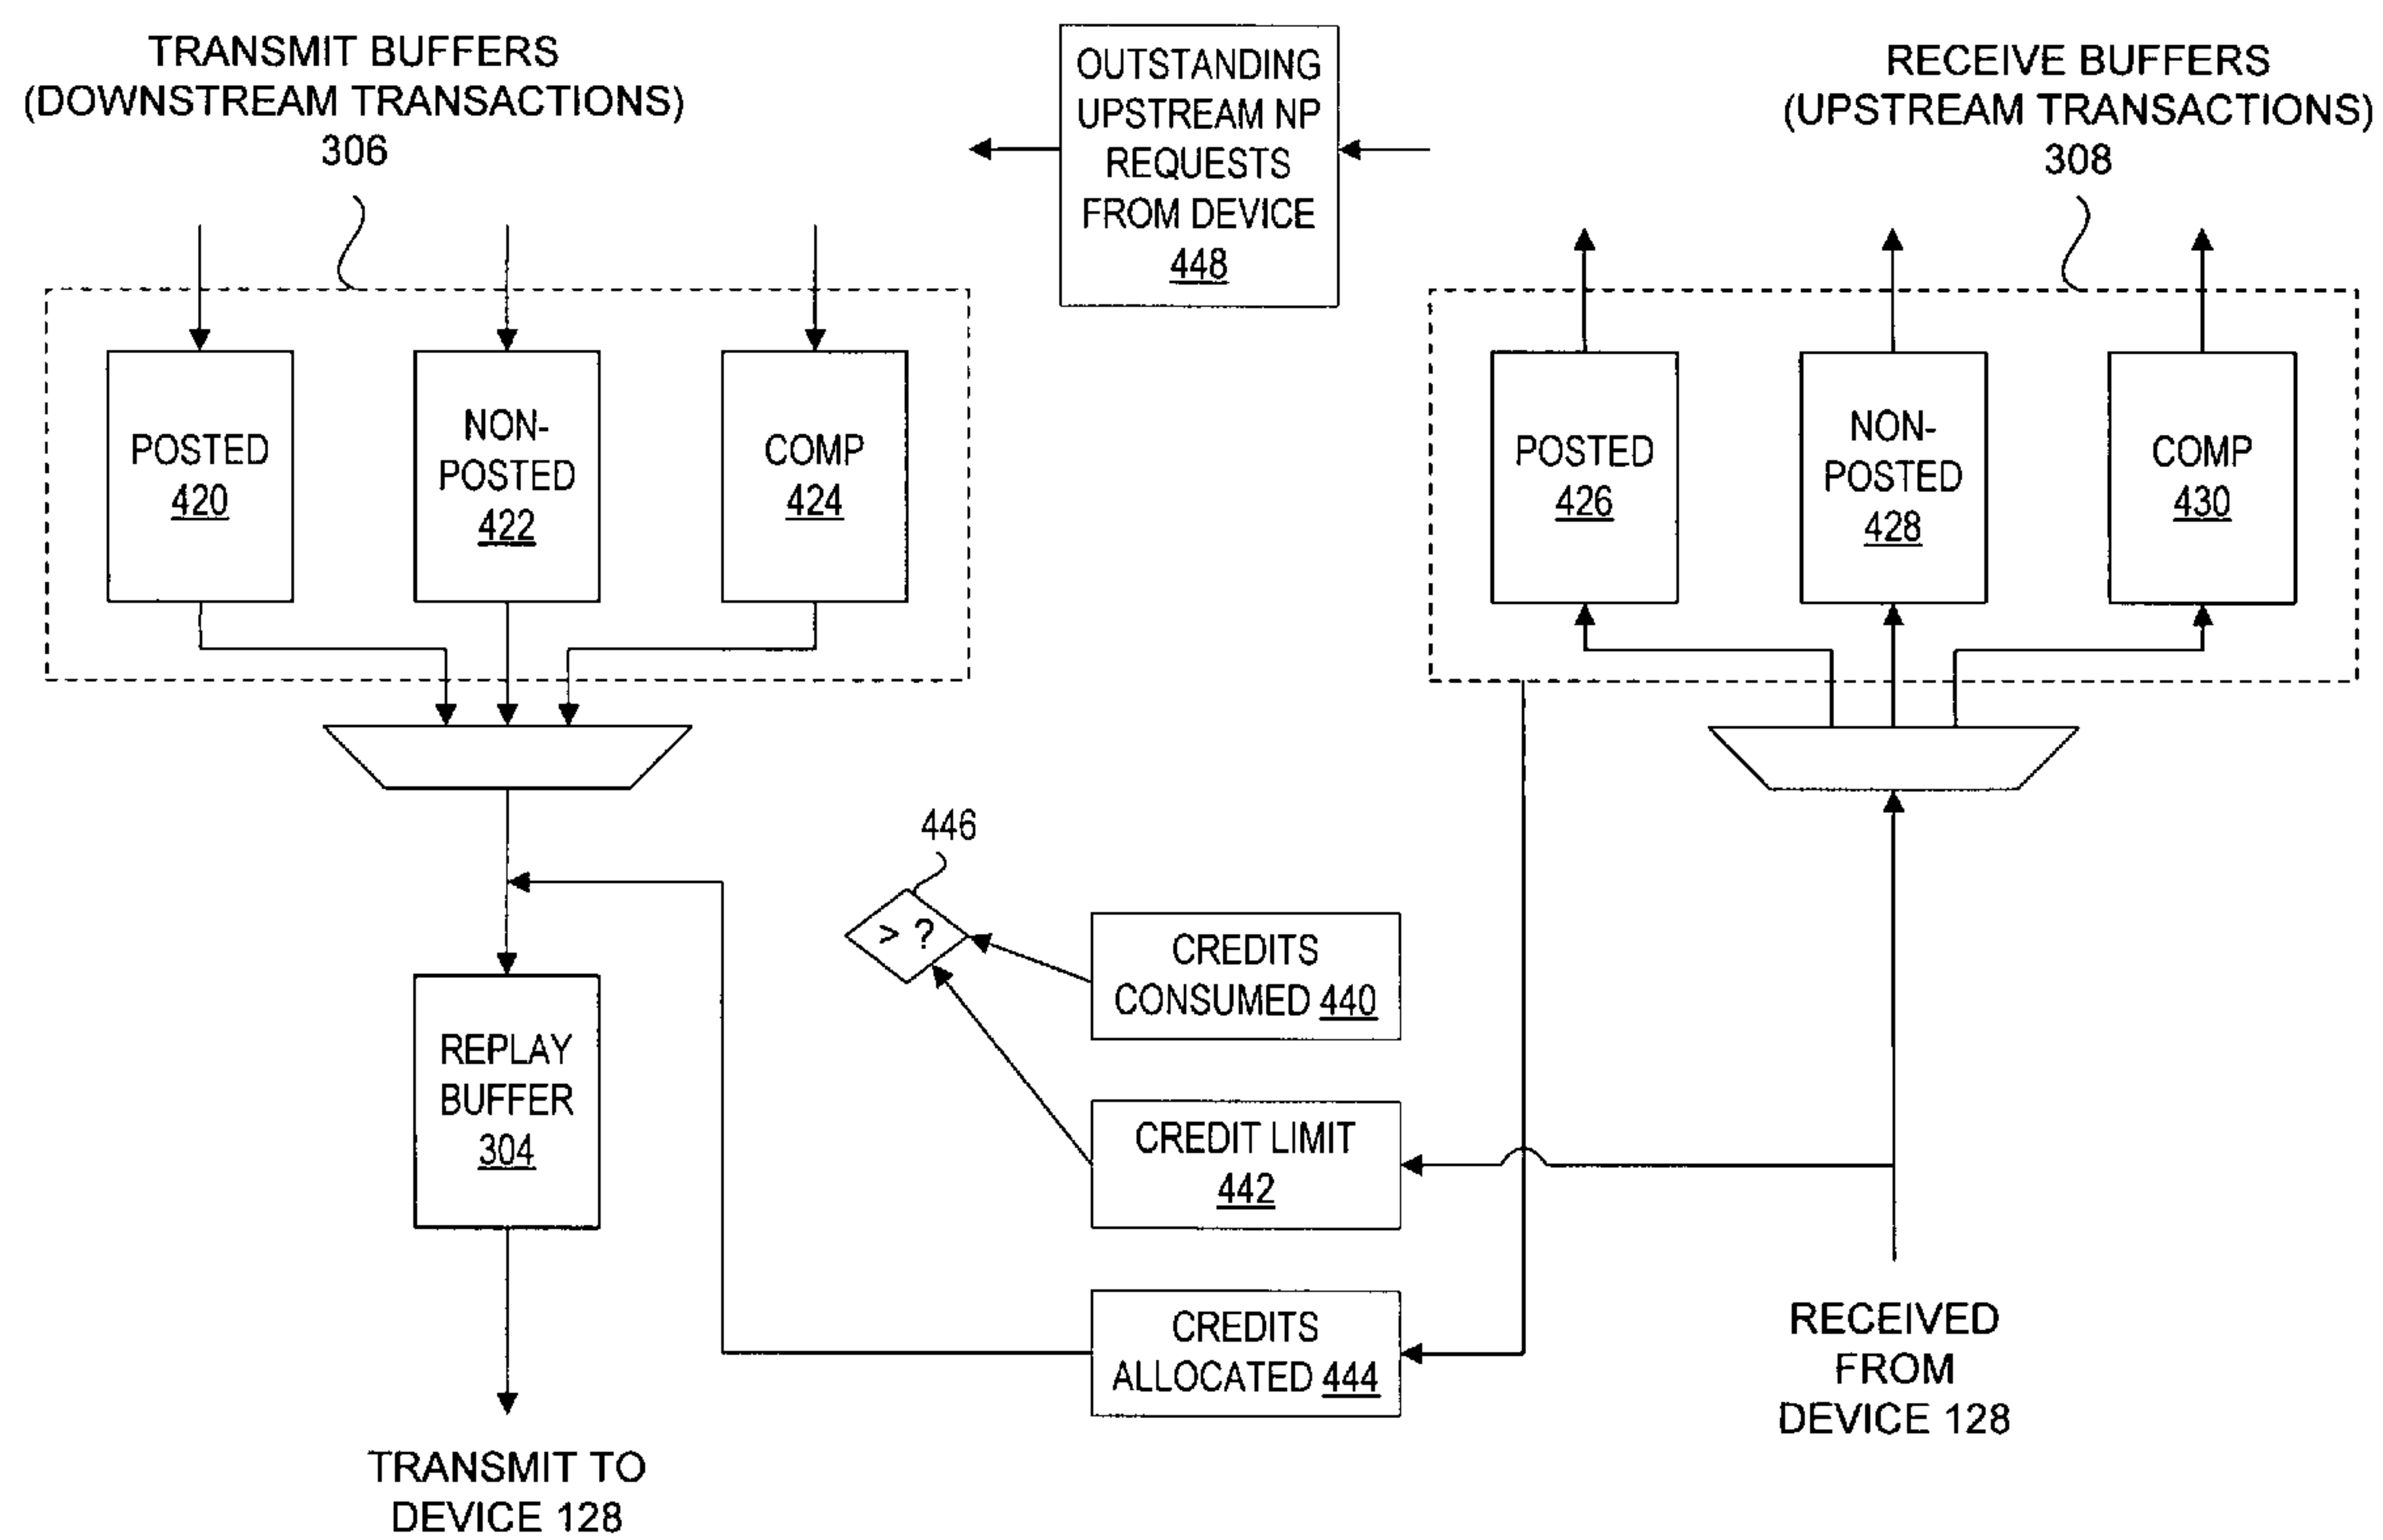 TRANSMIT BUFFERS
(DOWNSTREAM TRANSACTIONS)
306
OUTSTANDING
UPSTREAM NP
REQUESTS
FROM DEVICE
448
RECEIVE BUFFERS
(UPSTREAM TRANSACTIONS)
308
POSTED
420
NON-
POSTED
422
COMP
424
POSTED
426
NON-
POSTED
428
COMP
430
446
> ?
CREDITS
CONSUMED 440
REPLAY
BUFFER
304
CREDIT LIMIT
442
CREDITS
ALLOCATED 444
RECEIVED
FROM
DEVICE 128
TRANSMIT TO
DEVICE 128